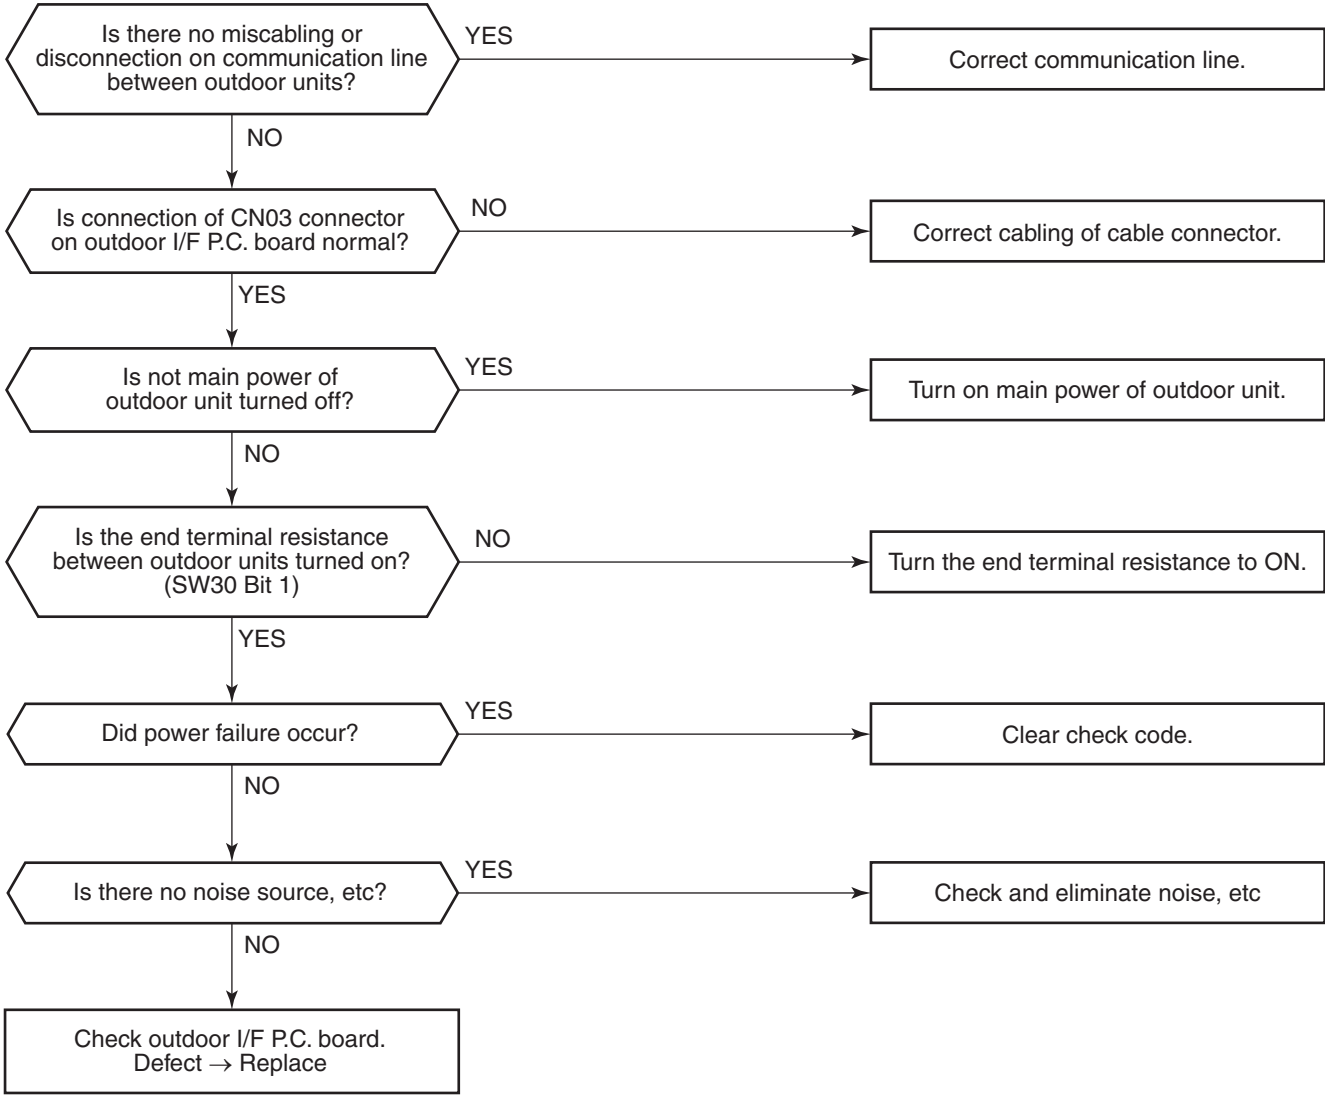 Is there no miscabling or
disconnection on communication line
between outdoor units?
YES
Correct communication line.
NO
Is connection of CN03 connector
on outdoor I/F P.C. board normal?
NO
Correct cabling of cable connector.
YES
Is not main power of
outdoor unit turned off?
YES
Turn on main power of outdoor unit.
NO
Is the end terminal resistance
between outdoor units turned on?
(SW30 Bit 1)
NO
Turn the end terminal resistance to ON.
YES
Did power failure occur?
YES
Clear check code.
NO
Is there no noise source, etc?
YES
Check and eliminate noise, etc
NO
Check outdoor I/F P.C. board.
Defect → Replace